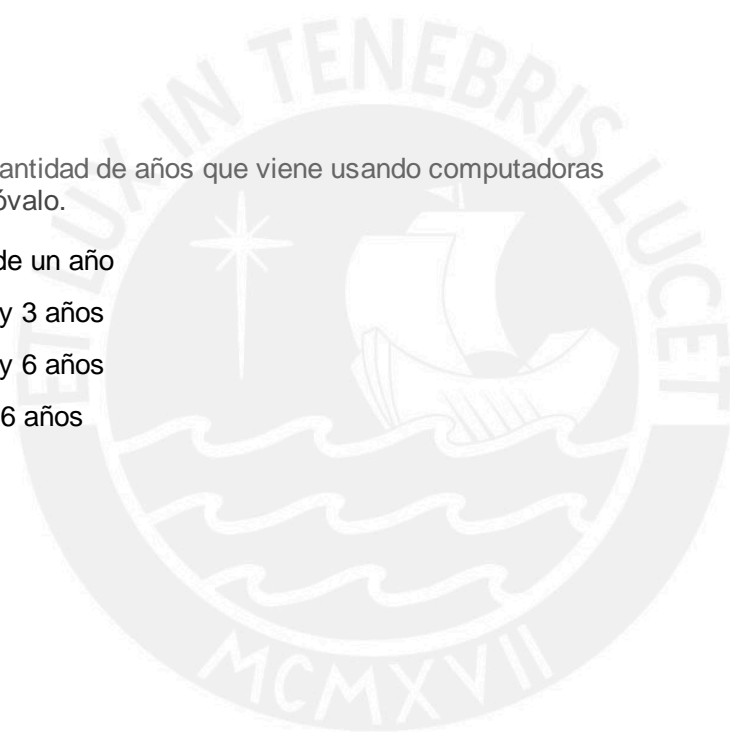 ET LUX IN TENEBRIS LUCET
antidad de años que viene usando computadoras
óvalo.
de un año
y 3 años
y 6 años
6 años
MCMXVII